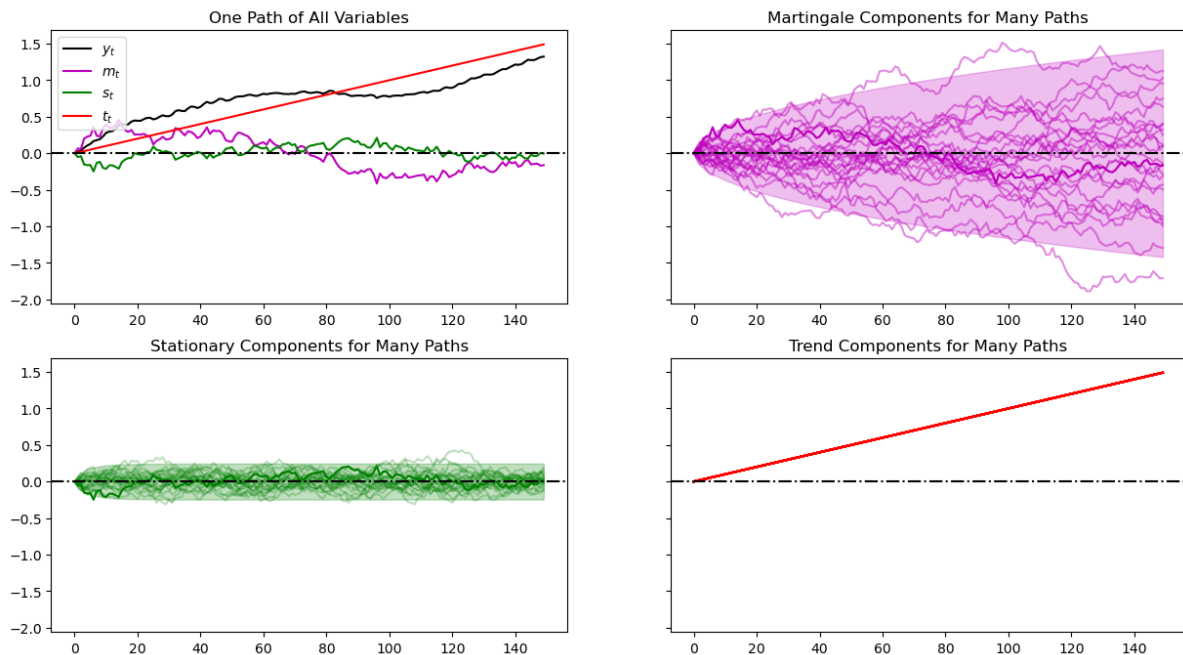 One Path of All Variables
1.5
1.0
0.5
0.0
−0.5
−1.0
−1.5
−2.0
y_t
m_t
s_t
t_t
0 20 40 60 80 100 120 140
Martingale Components for Many Paths
0 20 40 60 80 100 120 140
Stationary Components for Many Paths
1.5
1.0
0.5
0.0
−0.5
−1.0
−1.5
−2.0
0 20 40 60 80 100 120 140
Trend Components for Many Paths
0 20 40 60 80 100 120 140